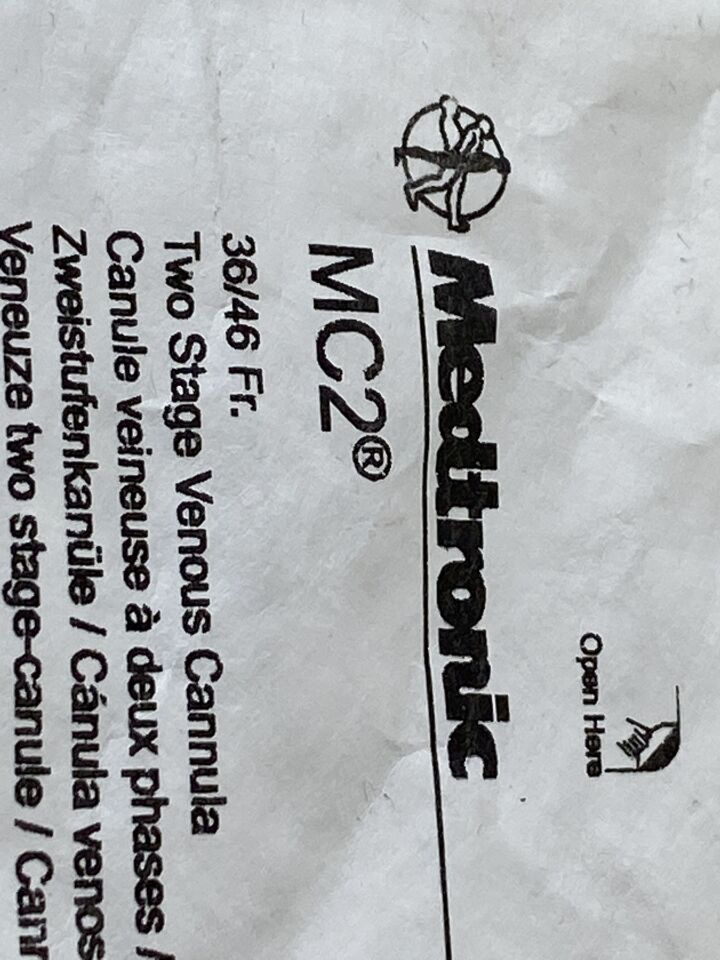 Open Here
Medtronic
MC2®
36/46 Fr.
Two Stage Venous Cannula
Canule veineuse à deux phases /
Zweistufenkanüle / Cánula venos
Veneuze two stage-canule / Can